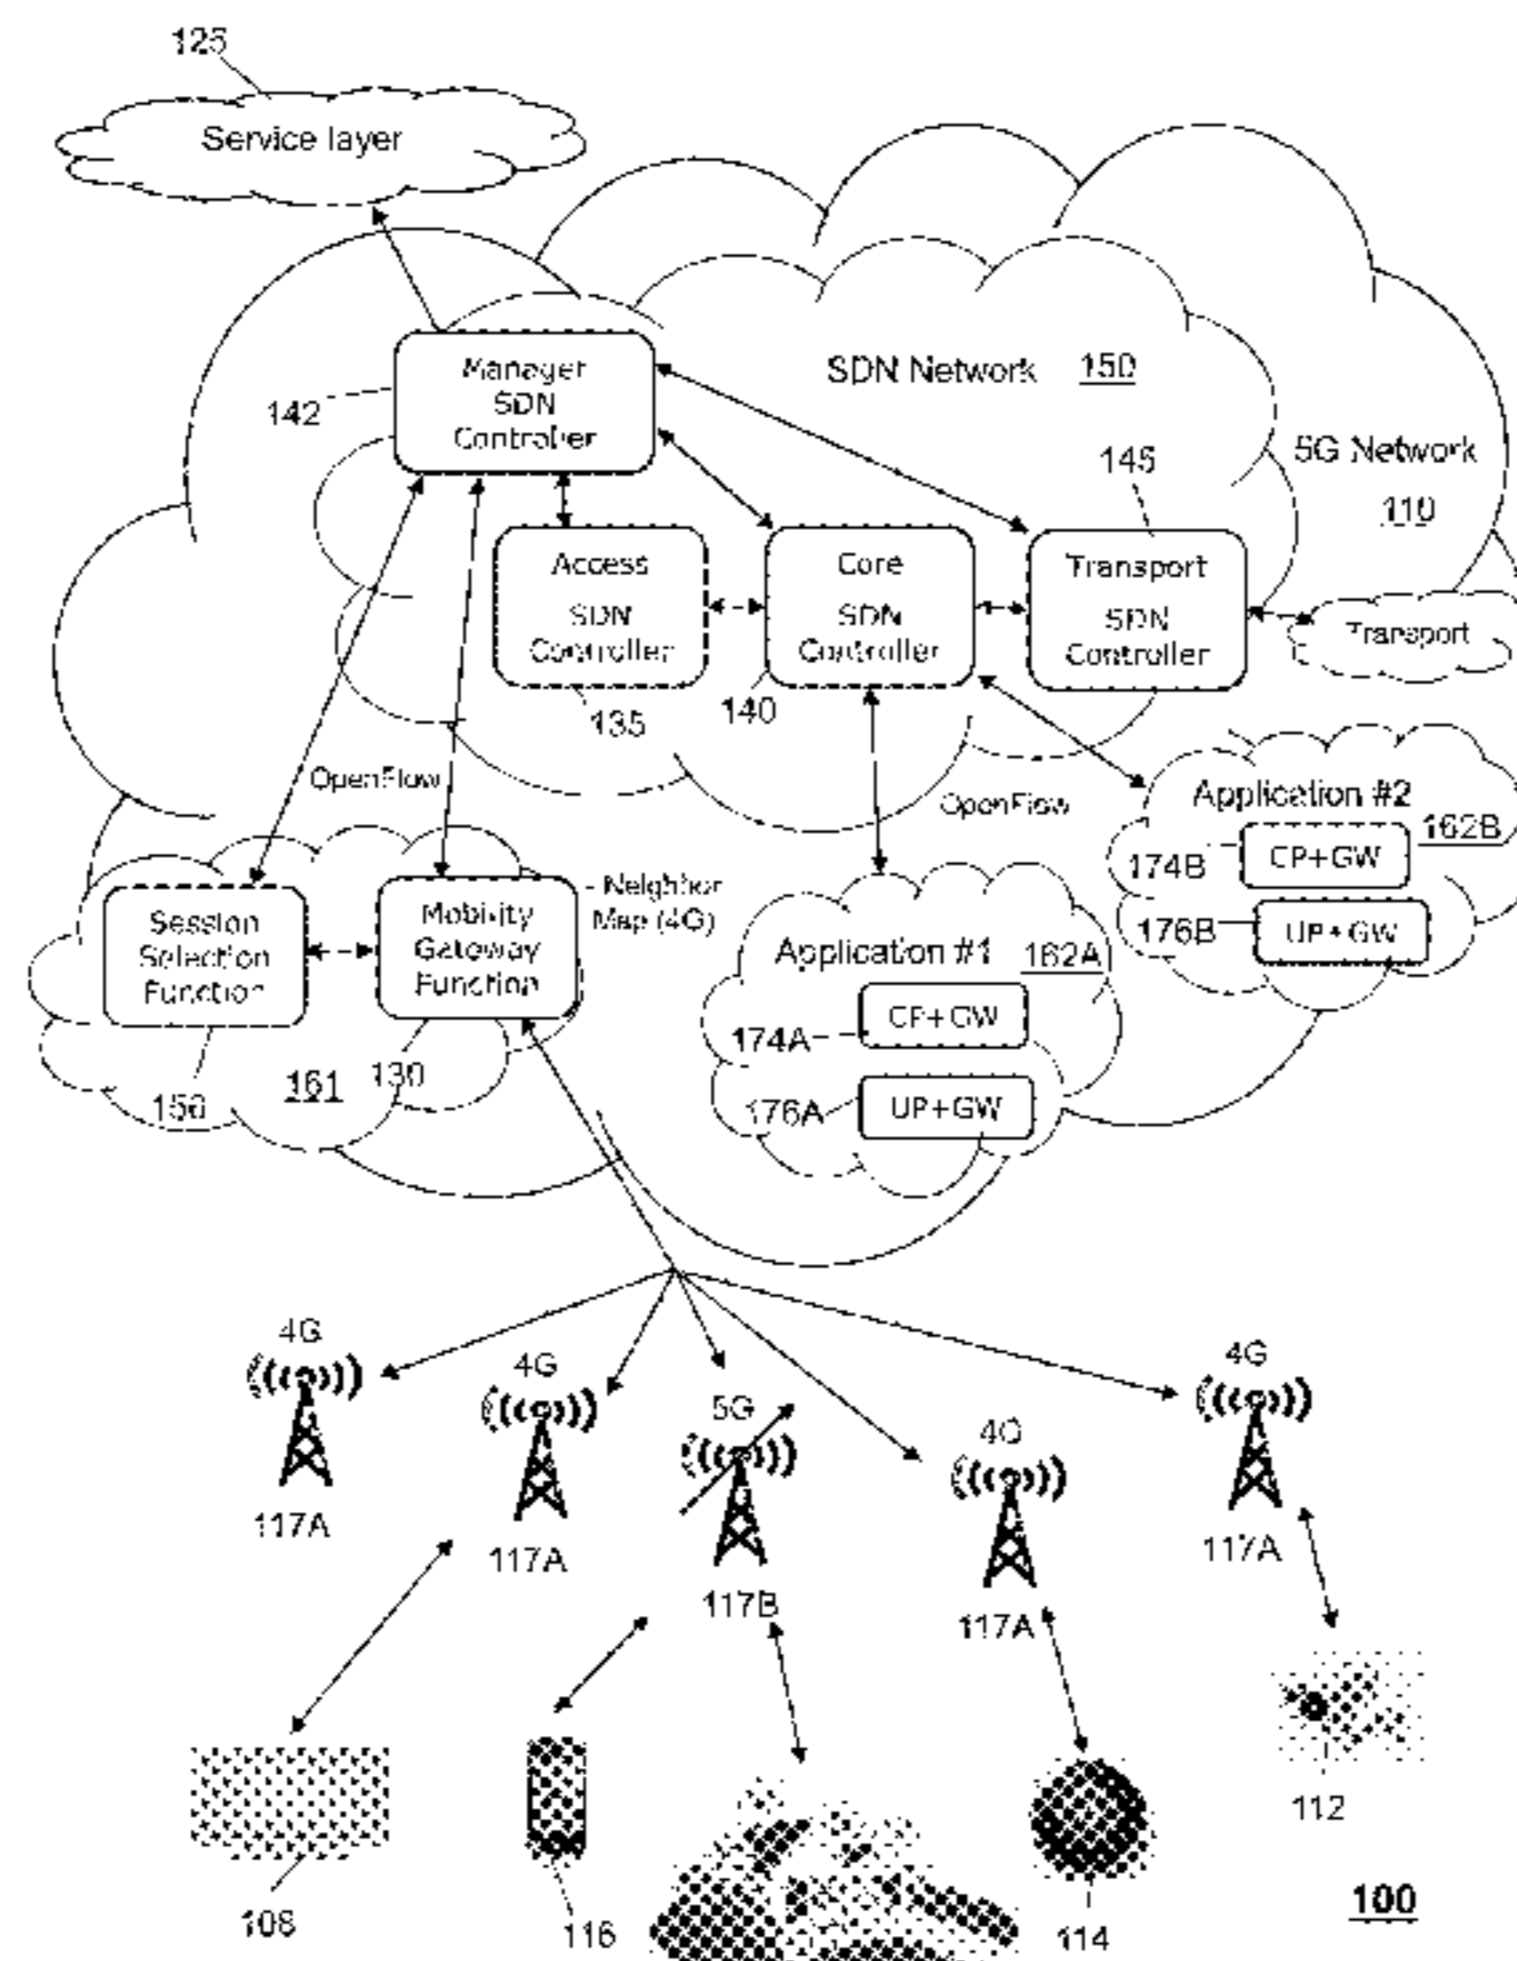 125
Service layer
Manager
SDN
Controller
142
SDN Network 150
5G Network
110
145
Access
SDN
Controller
135
Core
SDN
Controller
140
Transport
SDN
Controller
Transport
OpenFlow
OpenFlow
Application #2
162B
174B
CP+GW
176B
UP+GW
Session
Selection
Function
Mobility
Gateway
Function
Neighbor
Map (4G)
Application #1
162A
174A
CP+GW
176A
UP+GW
161
130
4G
117A
4G
117A
5G
117B
4G
117A
4G
117A
108
116
114
112
100